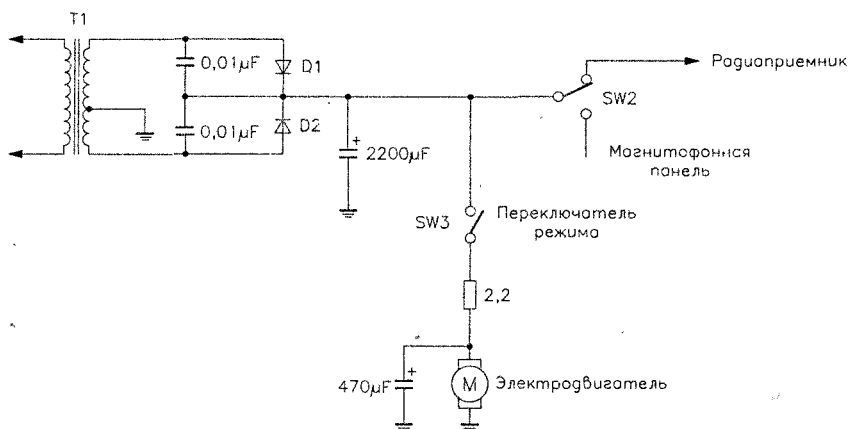 T1
0,01µF
D1
0,01µF
D2
2200µF
Радиоприемник
SW2
Магнитофонная
панель
SW3
Переключатель
режима
2,2
470µF
M
Электродвигатель